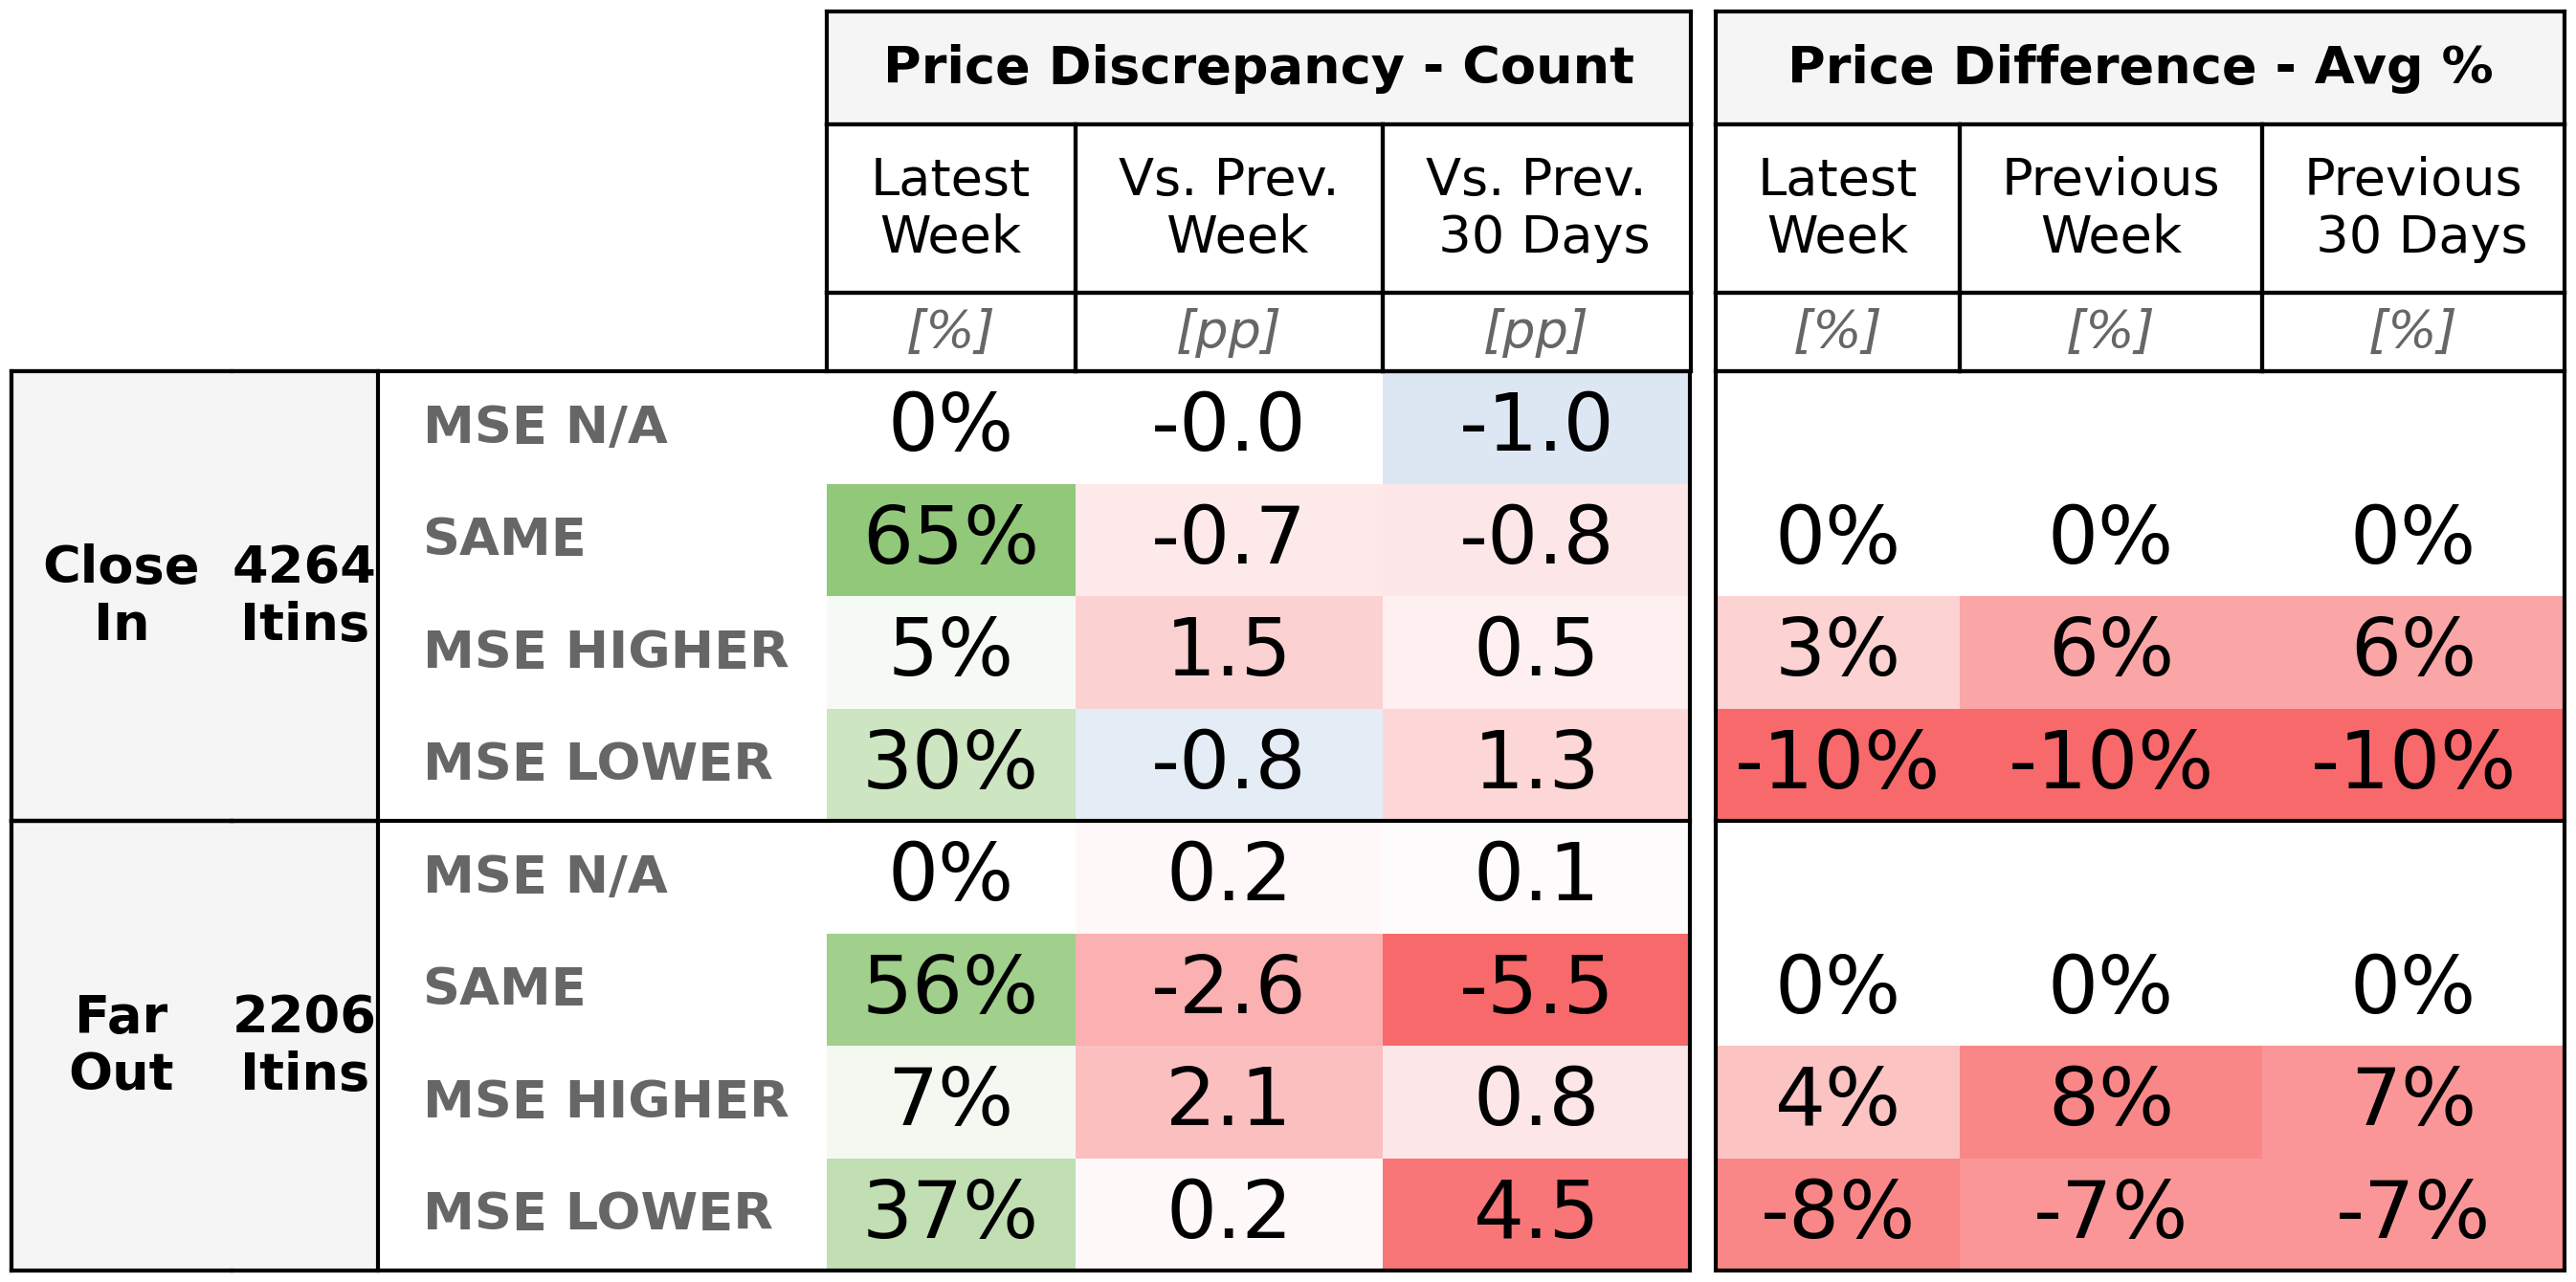 Price Discrepancy - Count Price Difference - Avg %
Latest Week Vs. Prev. Week Vs. Prev. 30 Days Latest Week Previous Week Previous 30 Days
[%] [pp] [pp] [%] [%] [%]
Close In 4264 Itins
MSE N/A 0% -0.0 -1.0
SAME 65% -0.7 -0.8 0% 0% 0%
MSE HIGHER 5% 1.5 0.5 3% 6% 6%
MSE LOWER 30% -0.8 1.3 -10% -10% -10%
Far Out 2206 Itins
MSE N/A 0% 0.2 0.1
SAME 56% -2.6 -5.5 0% 0% 0%
MSE HIGHER 7% 2.1 0.8 4% 8% 7%
MSE LOWER 37% 0.2 4.5 -8% -7% -7%